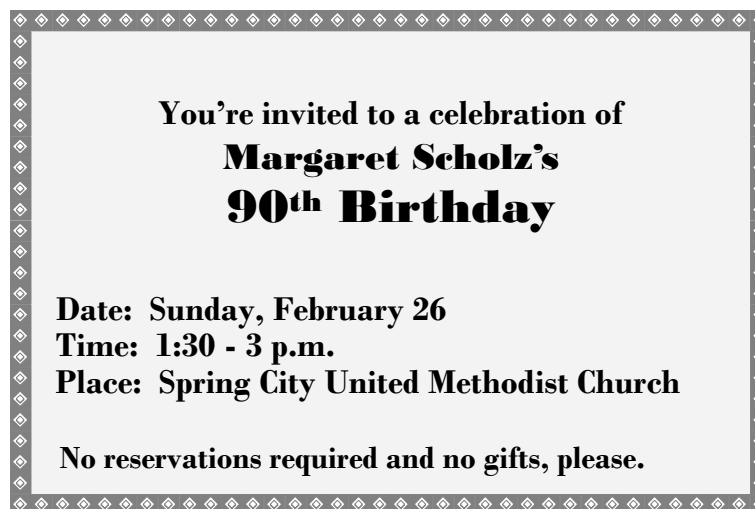 You’re invited to a celebration of
Margaret Scholz’s
90th Birthday
Date: Sunday, February 26
Time: 1:30 - 3 p.m.
Place: Spring City United Methodist Church
No reservations required and no gifts, please.